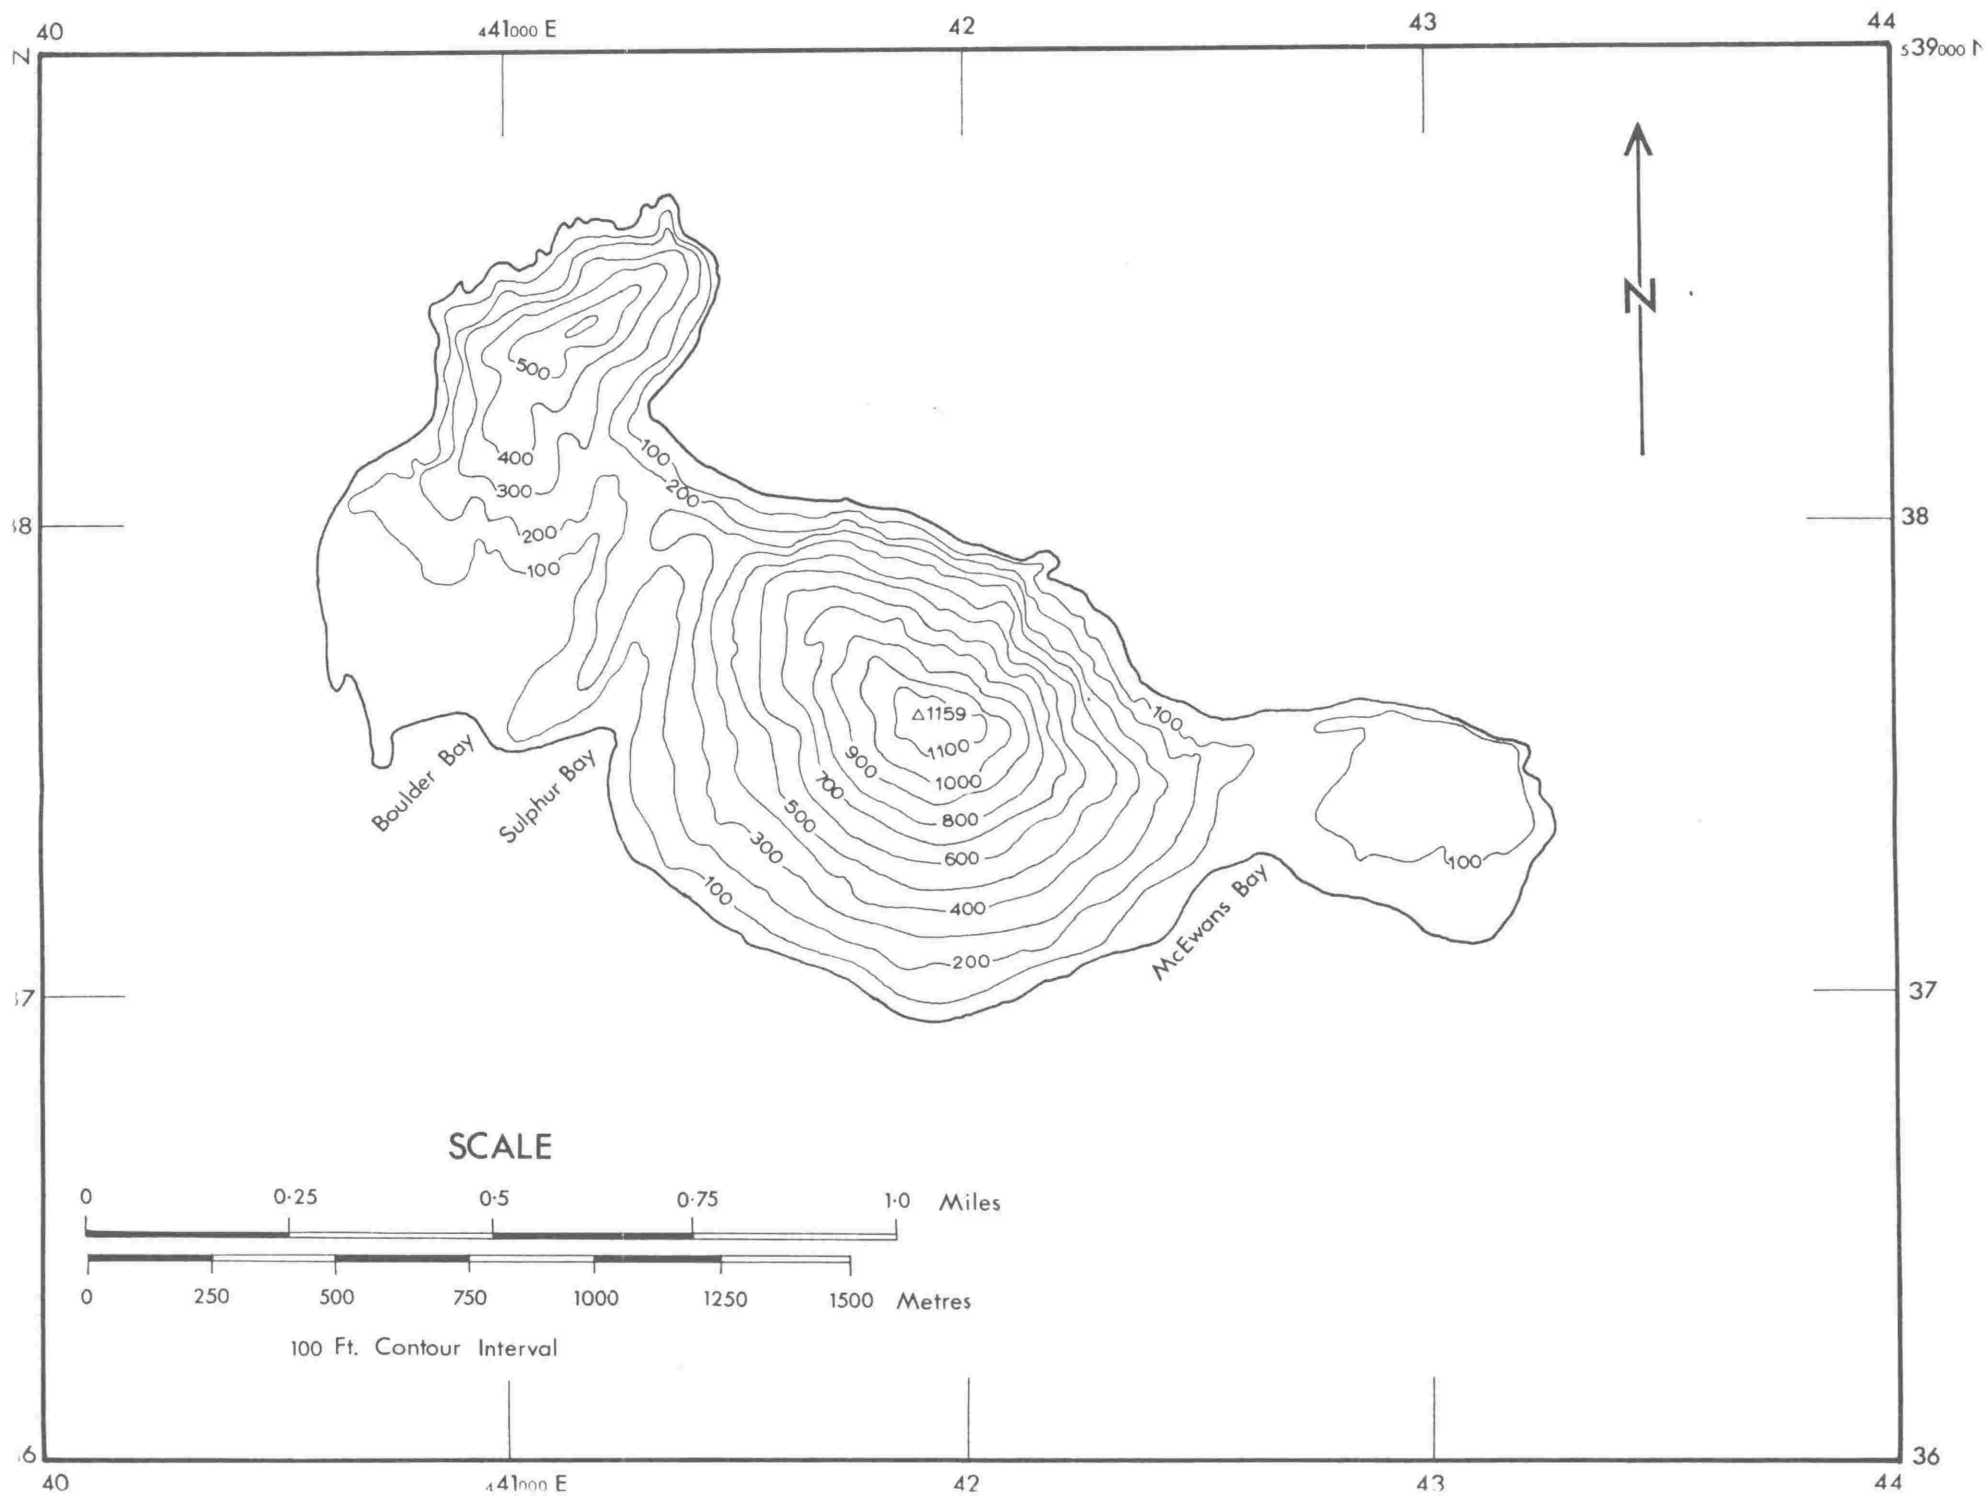 40 441000 E 42 43 44
N 539000 N
N
500
400
100
300
200
200
100
38 38
△1159
100
1100
900
1000
700
800
500
600
300
100
100
400
200
Boulder Bay
Sulphur Bay
McEwans Bay
37 37
SCALE
0 0·25 0·5 0·75 1·0 Miles
0 250 500 750 1000 1250 1500 Metres
100 Ft. Contour Interval
36 36
40 441000 E 42 43 44